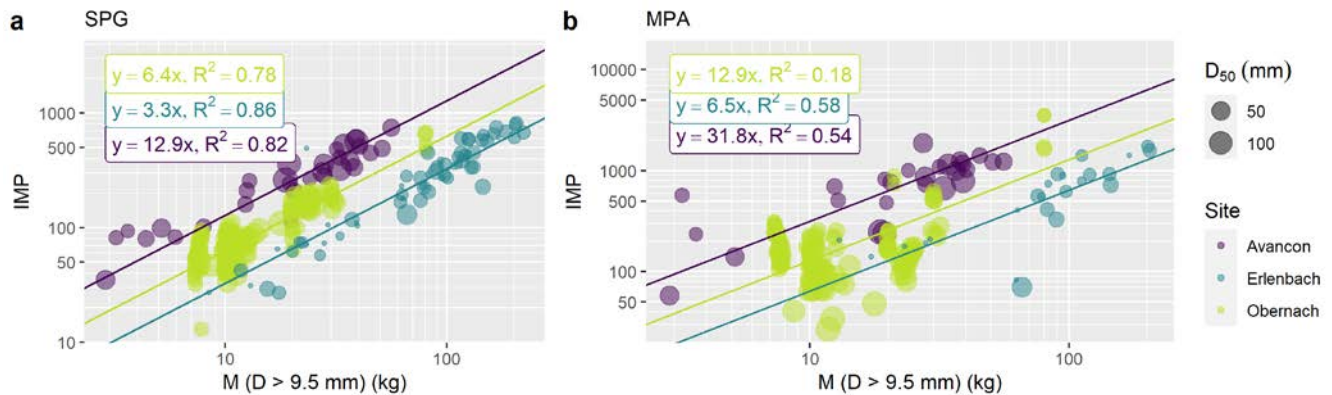 a
SPG
y = 6.4x, R² = 0.78
y = 3.3x, R² = 0.86
y = 12.9x, R² = 0.82
1000
500
100
50
10
IMP
10
100
M (D > 9.5 mm) (kg)
b
MPA
y = 12.9x, R² = 0.18
y = 6.5x, R² = 0.58
y = 31.8x, R² = 0.54
10000
5000
1000
500
100
50
IMP
10
100
M (D > 9.5 mm) (kg)
D₅₀ (mm)
50
100
Site
Avancon
Erlenbach
Obernach